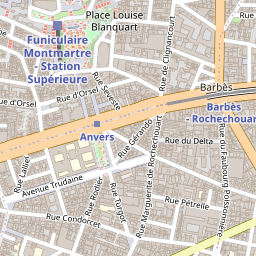 Place Louise
Blanquart
Funiculaire
Montmartre
- Station
Supérieure
Rue de Clignancourt
Rue d'Orsel
Rue d'Orsel
Rue Seveste
Barbès
Barbès
- Rochechouart
Anvers
Rue Gérando
Rue du Delta
Rue Lallier
Avenue Trudaine
Rue Rodier
Rue Turgot
Rue Marguerite de Rochechouart
Rue du Faubourg Poissonnière
Rue Pétrelle
Rue Condorcet